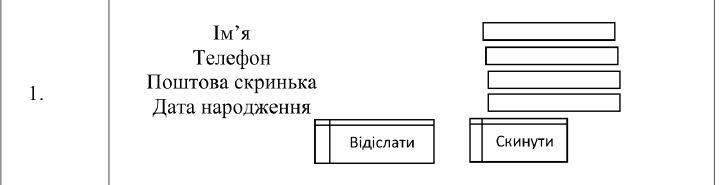 1.
Ім’я
Телефон
Поштова скринька
Дата народження
Відіслати
Скинути